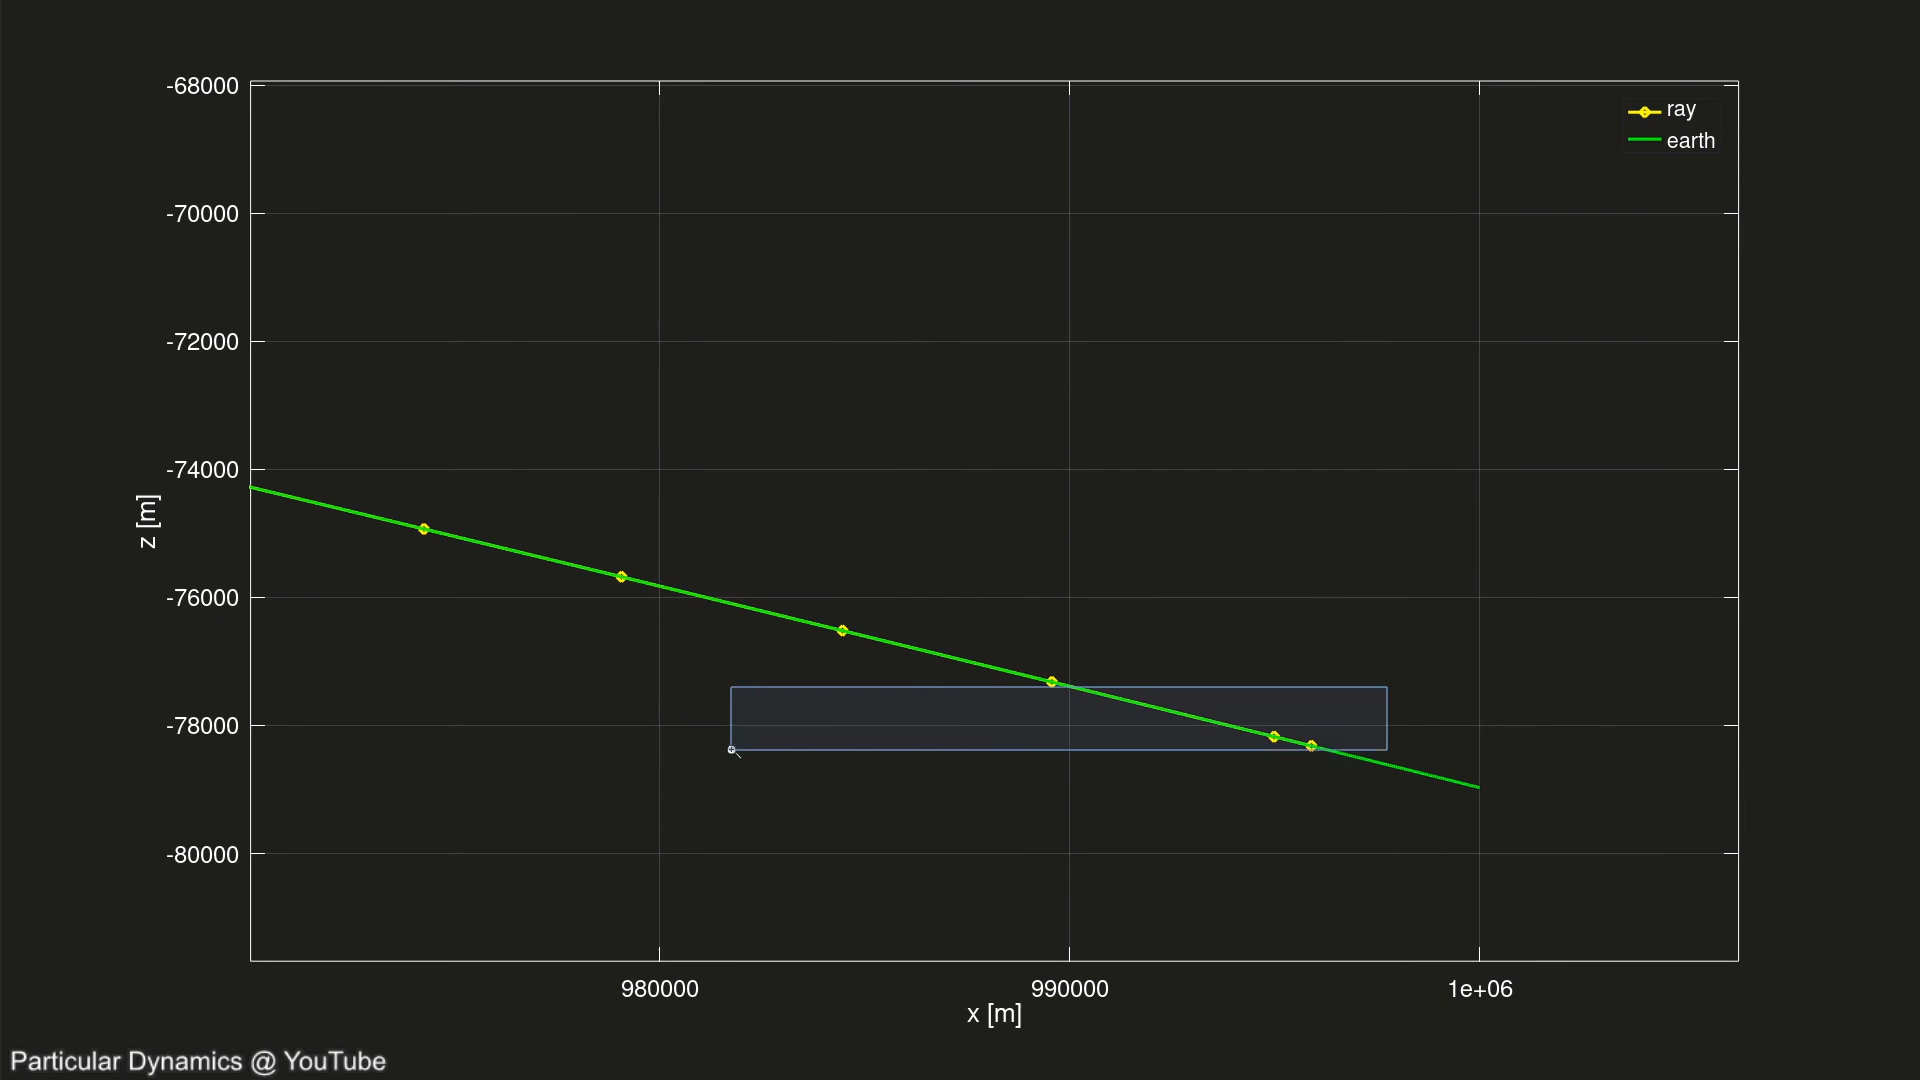 -68000
ray
earth
-70000
-72000
-74000
z [m]
-76000
-78000
-80000
980000
990000
1e+06
x [m]
Particular Dynamics @ YouTube